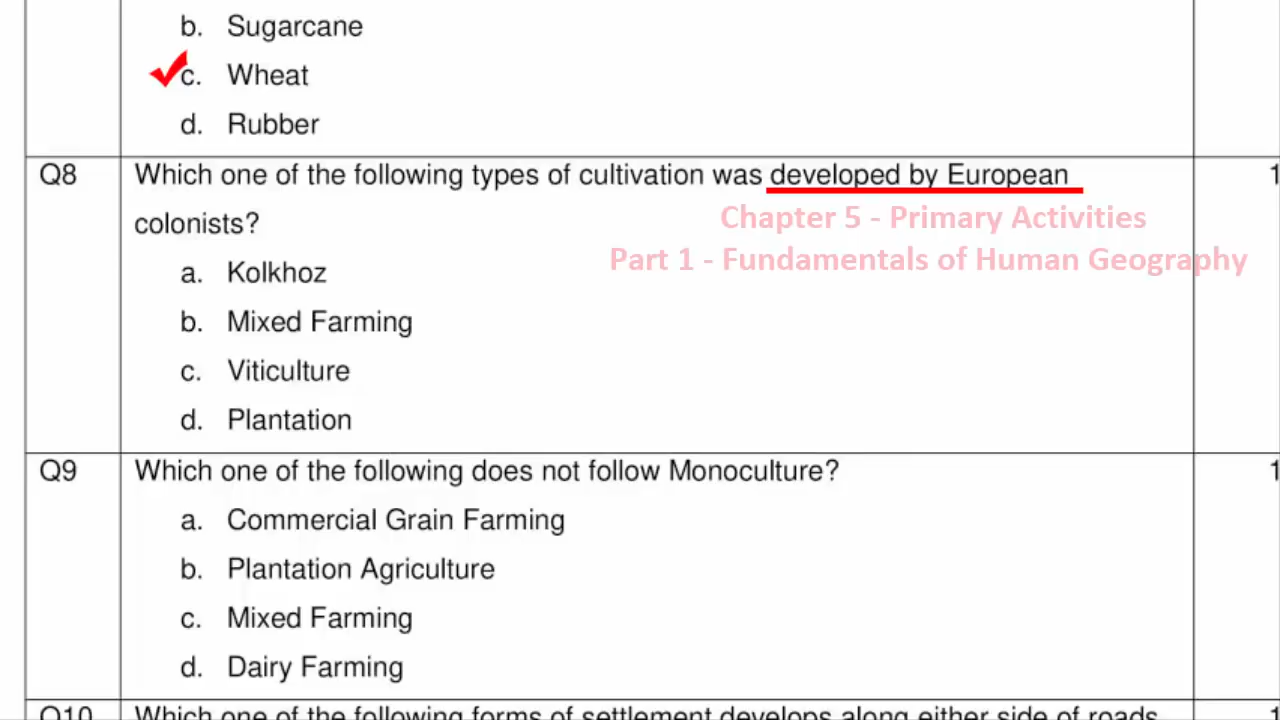 b. Sugarcane
c. Wheat
d. Rubber
Q8 Which one of the following types of cultivation was developed by European 1
colonists?
Chapter 5 - Primary Activities
Part 1 - Fundamentals of Human Geography
a. Kolkhoz
b. Mixed Farming
c. Viticulture
d. Plantation
Q9 Which one of the following does not follow Monoculture? 1
a. Commercial Grain Farming
b. Plantation Agriculture
c. Mixed Farming
d. Dairy Farming
Q10 Which one of the following forms of settlement develops along either side of roads, 1